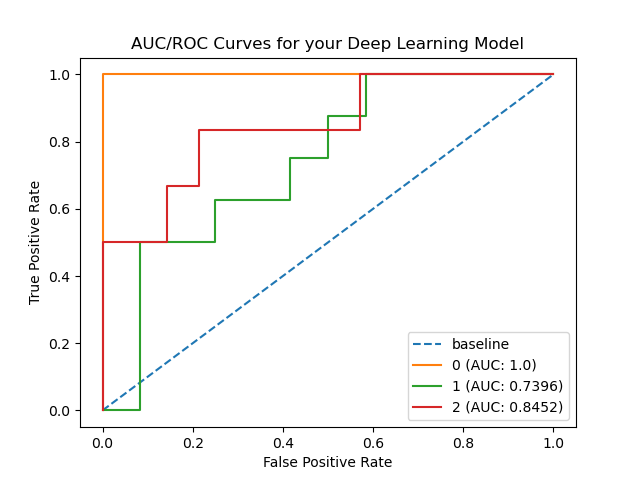 AUC/ROC Curves for your Deep Learning Model
True Positive Rate
1.0
0.8
0.6
0.4
0.2
0.0
baseline
0 (AUC: 1.0)
1 (AUC: 0.7396)
2 (AUC: 0.8452)
0.0 0.2 0.4 0.6 0.8 1.0
False Positive Rate